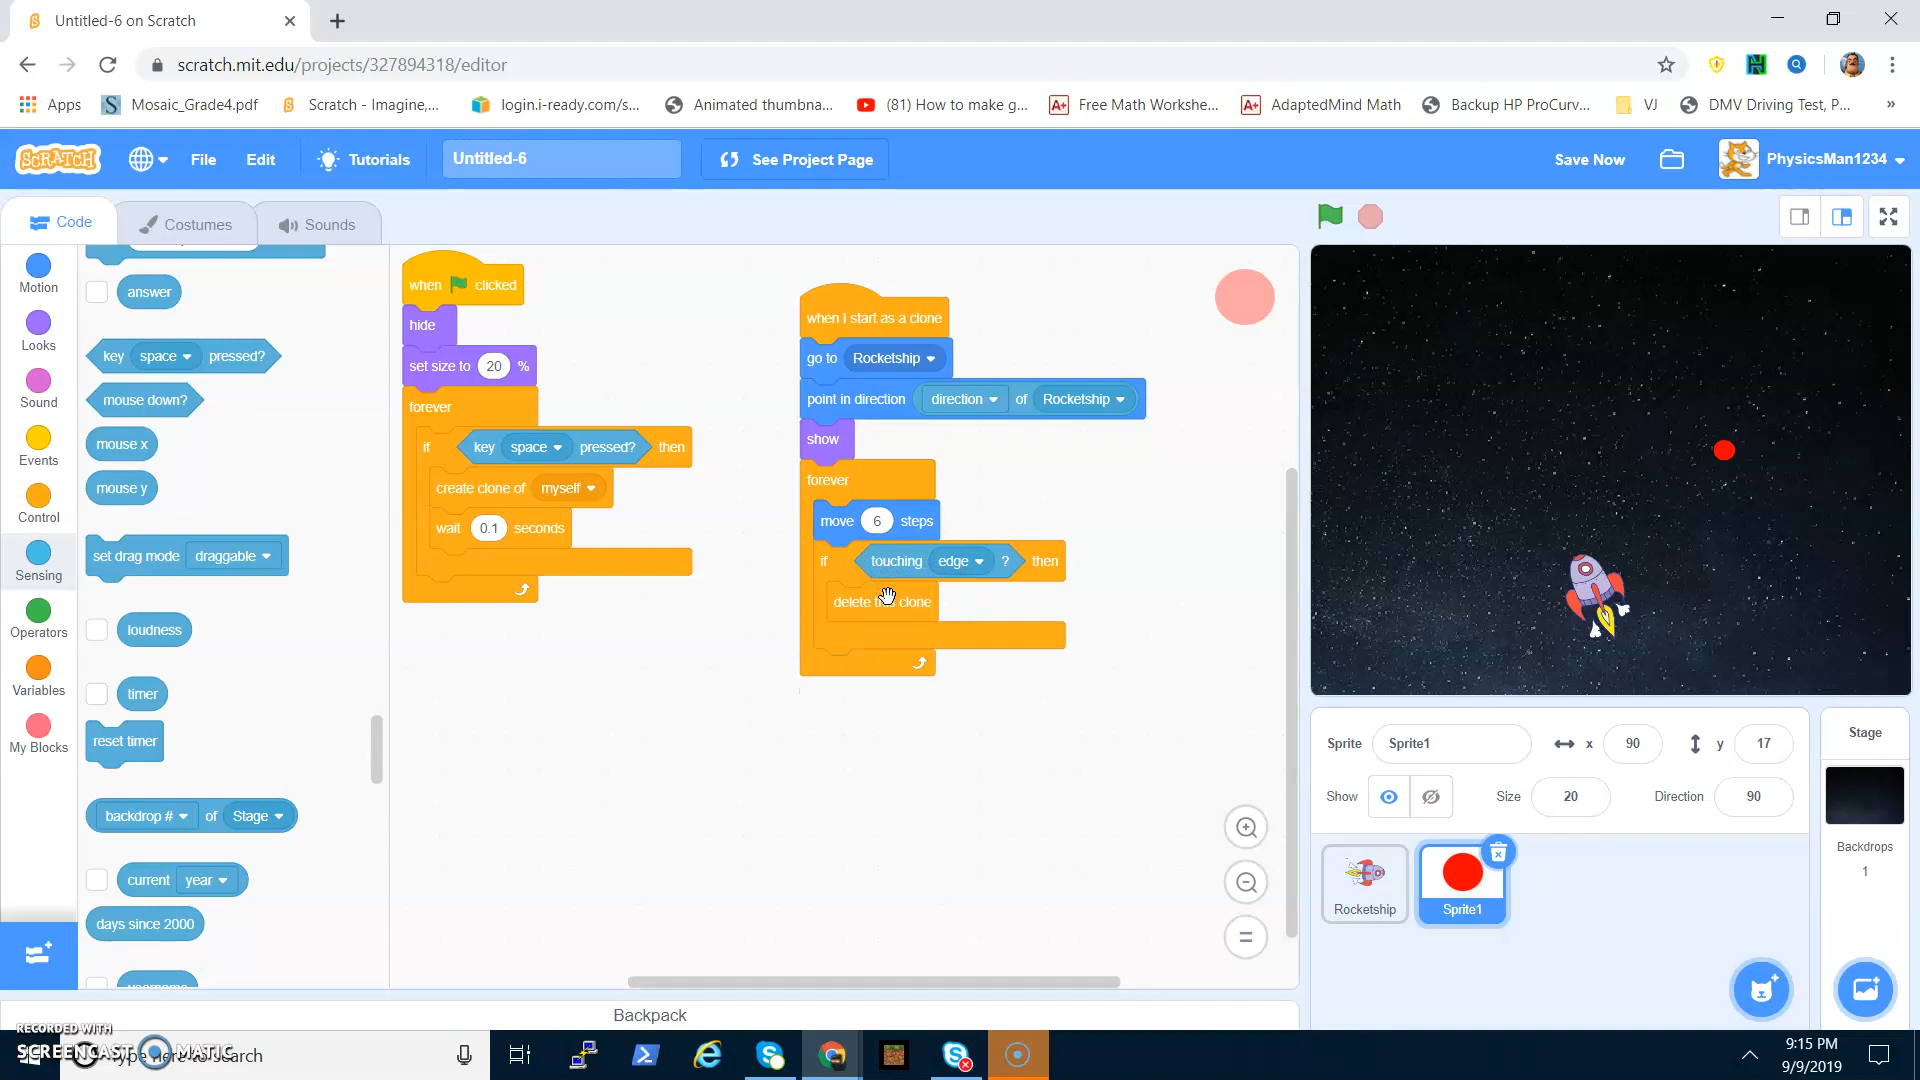 Untitled-6 on Scratch
scratch.mit.edu/projects/327894318/editor
Apps
Mosaic_Grade4.pdf
Scratch - Imagine,...
login.i-ready.com/s...
Animated thumbna...
(81) How to make g...
Free Math Workshe...
AdaptedMind Math
Backup HP ProCurv...
VJ
DMV Driving Test, P...
»
SCRATCH
File
Edit
Tutorials
Untitled-6
See Project Page
Save Now
PhysicsMan1234
Code
Costumes
Sounds
Motion
Looks
Sound
Events
Control
Sensing
Operators
Variables
My Blocks
answer
key space pressed?
mouse down?
mouse x
mouse y
set drag mode draggable
loudness
timer
reset timer
backdrop # of Stage
current year
days since 2000
username
when clicked
hide
set size to 20 %
forever
if key space pressed? then
create clone of myself
wait 0.1 seconds
when I start as a clone
go to Rocketship
point in direction direction of Rocketship
show
forever
move 6 steps
if touching edge ? then
delete clone
Sprite
Sprite1
x
90
y
17
Show
Size
20
Direction
90
Rocketship
Sprite1
Stage
Backdrops
1
Backpack
RECORDED WITH
SCREENCAST MATIC
Type here to search
9:15 PM
9/9/2019